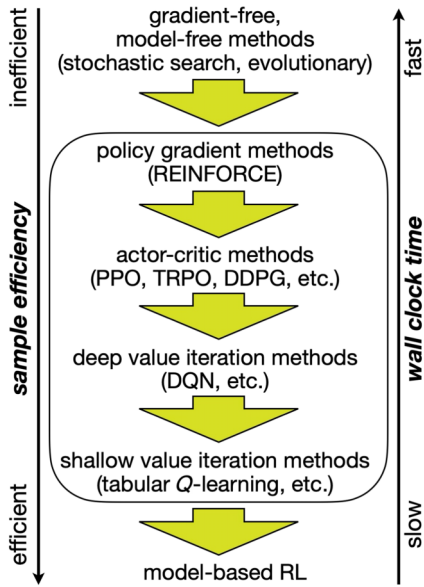 gradient-free,
model-free methods
(stochastic search, evolutionary)
policy gradient methods
(REINFORCE)
actor-critic methods
(PPO, TRPO, DDPG, etc.)
deep value iteration methods
(DQN, etc.)
shallow value iteration methods
(tabular Q-learning, etc.)
model-based RL
inefficient
sample efficiency
efficient
fast
wall clock time
slow